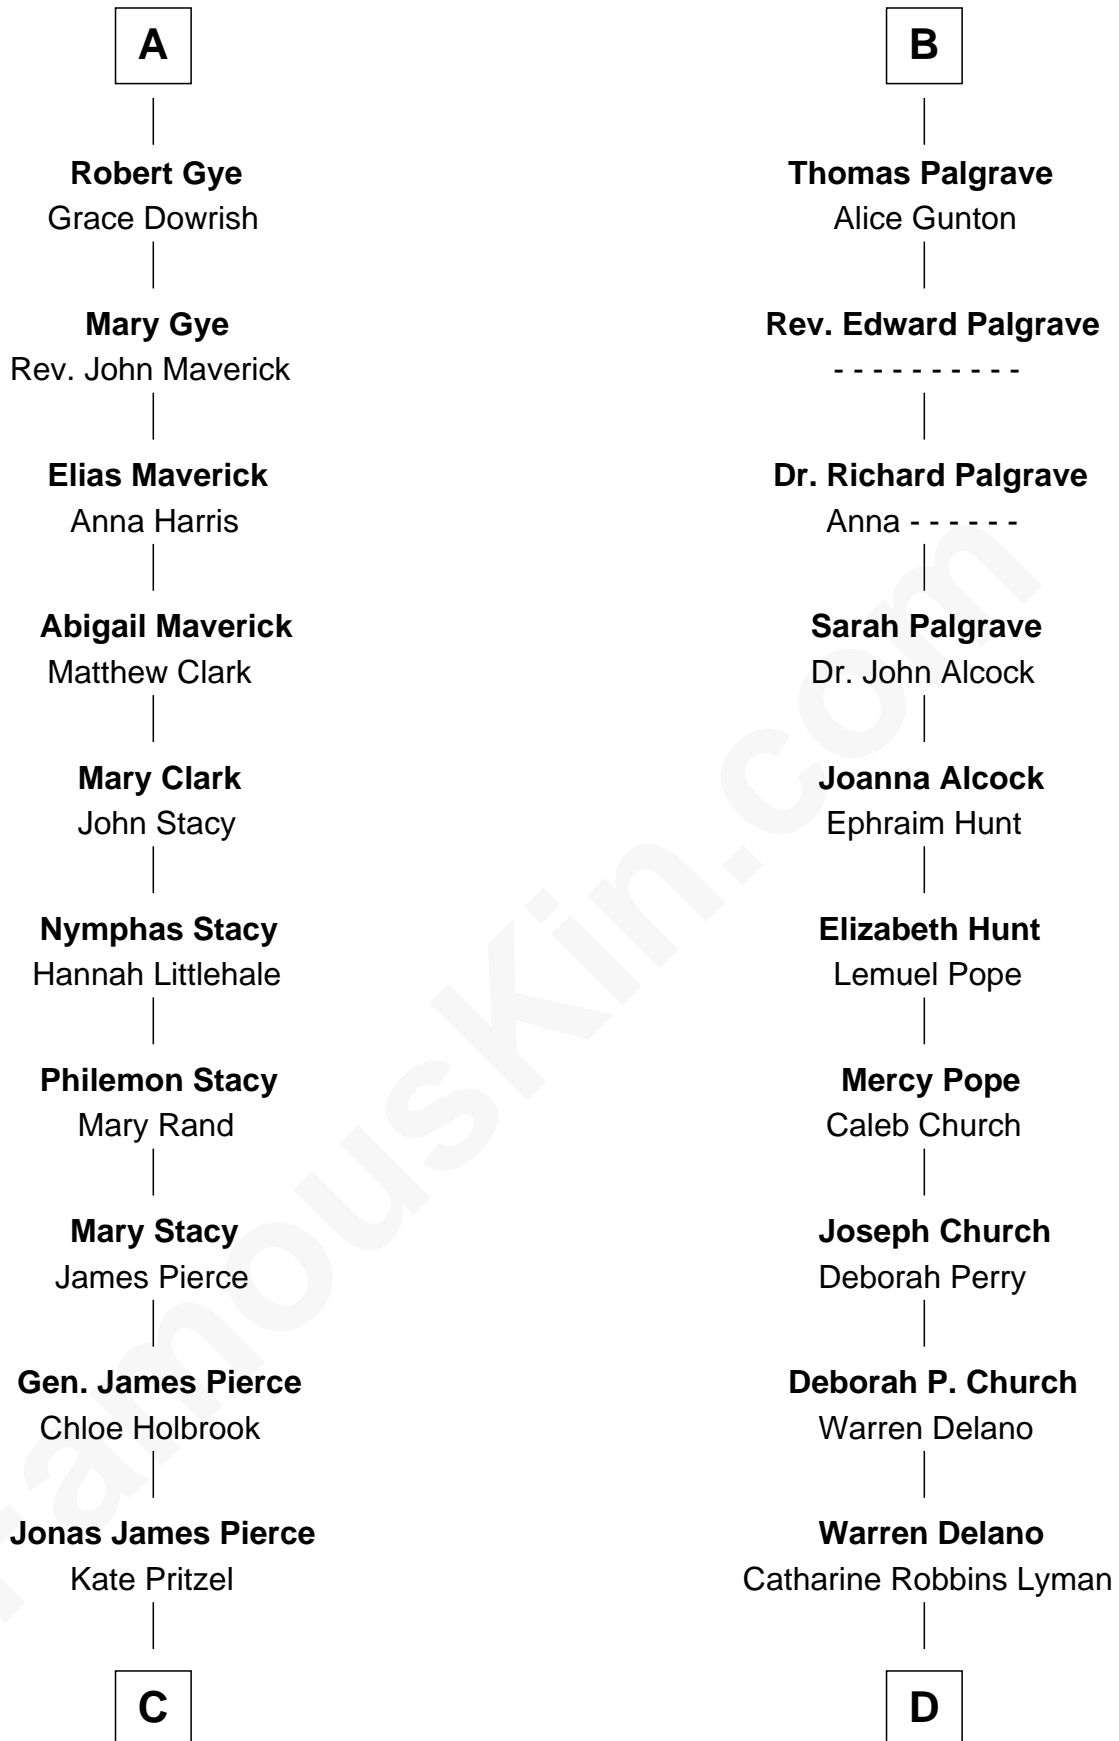 A
B
Robert Gye
Grace Dowrish
Thomas Palgrave
Alice Gunton
Mary Gye
Rev. John Maverick
Rev. Edward Palgrave
- - - - - - - - - -
Elias Maverick
Anna Harris
Dr. Richard Palgrave
Anna - - - - - -
Abigail Maverick
Matthew Clark
Sarah Palgrave
Dr. John Alcock
Mary Clark
John Stacy
Joanna Alcock
Ephraim Hunt
Nymphas Stacy
Hannah Littlehale
Elizabeth Hunt
Lemuel Pope
Philemon Stacy
Mary Rand
Mercy Pope
Caleb Church
Mary Stacy
James Pierce
Joseph Church
Deborah Perry
Gen. James Pierce
Chloe Holbrook
Deborah P. Church
Warren Delano
Jonas James Pierce
Kate Pritzel
Warren Delano
Catharine Robbins Lyman
C
D
FamousKin.com